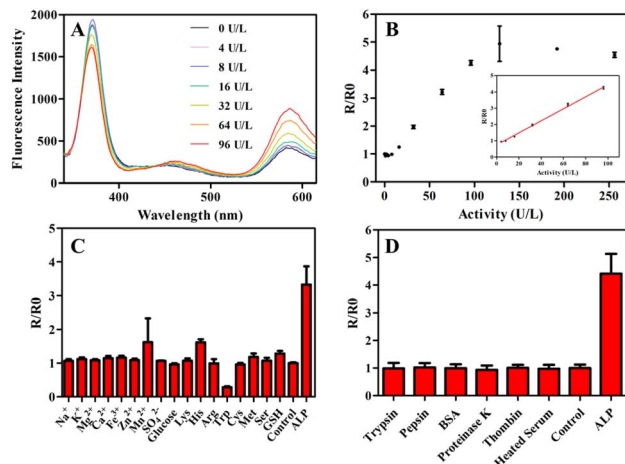 A
Fluorescence Intensity
2000
1500
1000
500
0
400
500
600
Wavelength (nm)
0 U/L
4 U/L
8 U/L
16 U/L
32 U/L
64 U/L
96 U/L
B
R/R0
6
5
4
3
2
1
0
0
50
100
150
200
250
Activity (U/L)
R/R0
5
4
3
2
1
0
0
20
40
60
80
100
Activity (U/L)
C
R/R0
5
4
3
2
1
0
Na+
K+
Mg2+
Ca2+
Fe3+
Zn2+
Mn2+
SO42-
Glucose
Lys
His
Arg
Trp
Cys
Met
Ser
GSH
Control
ALP
D
R/R0
6
5
4
3
2
1
0
Trypsin
Pepsin
BSA
Proteinase K
Thombin
Heated Serum
Control
ALP